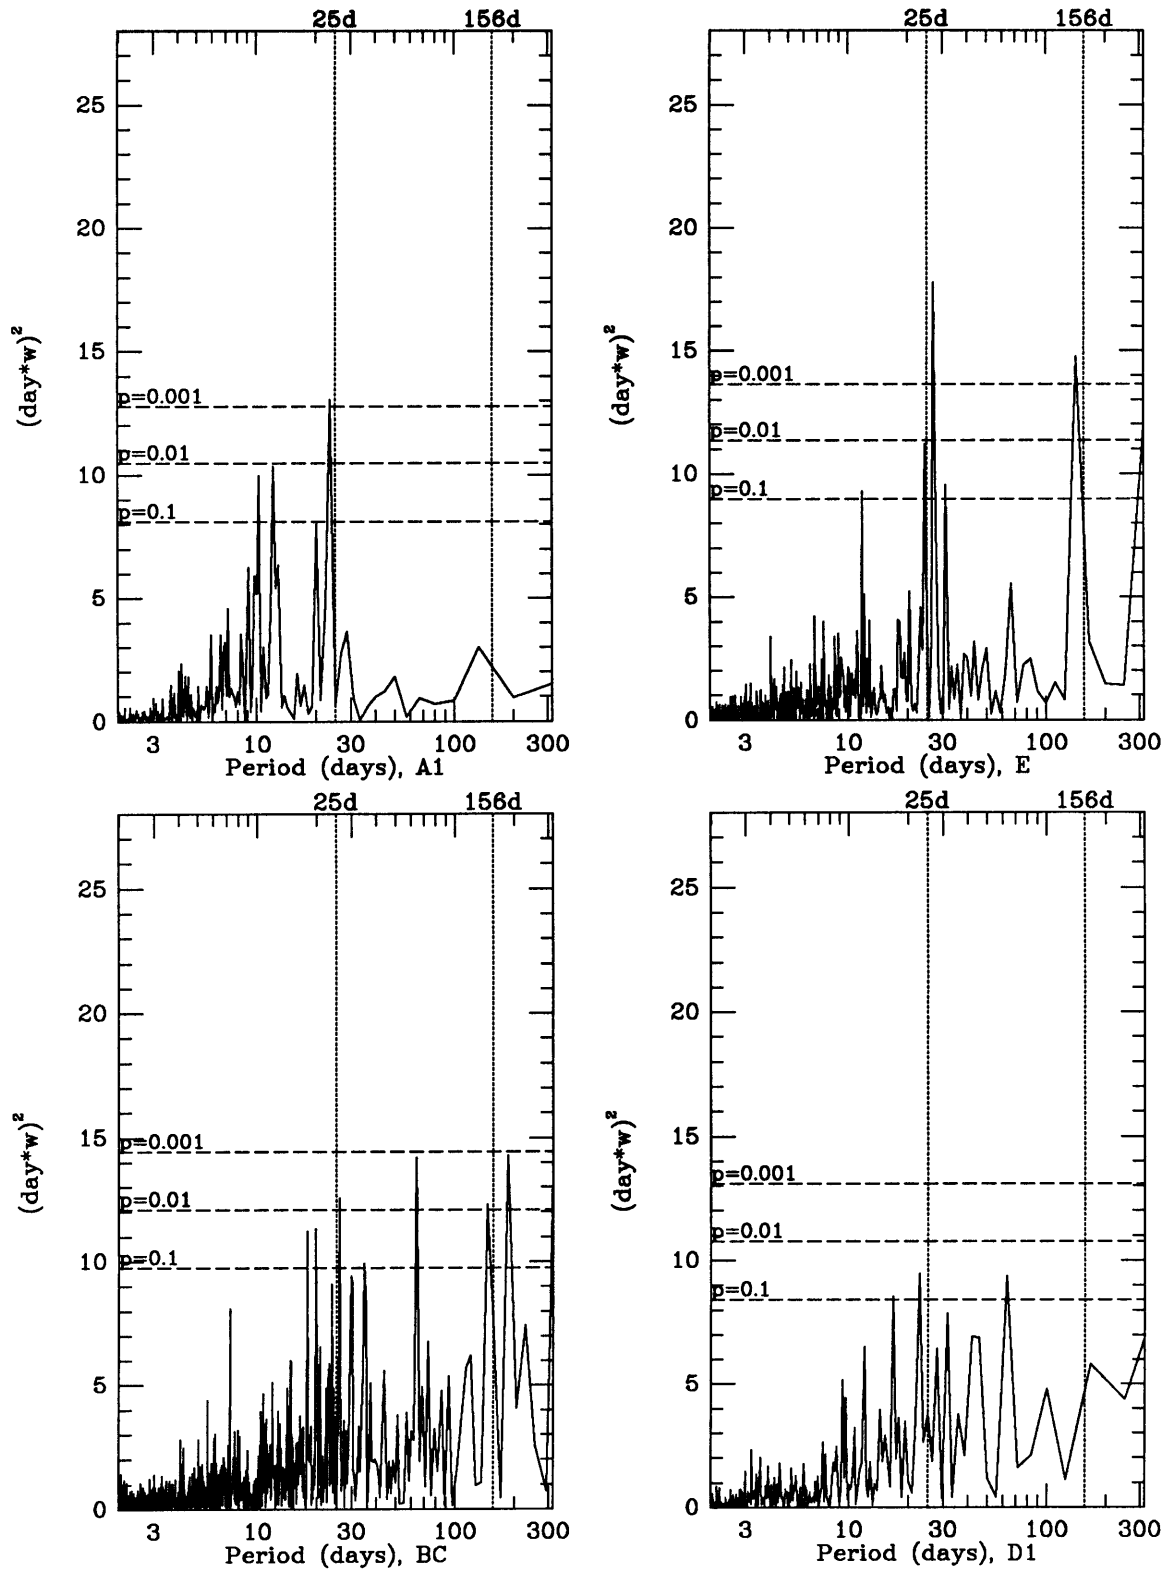 25d 156d
25
20
15
10
5
0
(day*w)²
p=0.001
p=0.01
p=0.1
3 10 30 100 300
Period (days), A1
25d 156d
25
20
15
10
5
0
(day*w)²
p=0.001
p=0.01
p=0.1
3 10 30 100 300
Period (days), E
25d 156d
25
20
15
10
5
0
(day*w)²
p=0.001
p=0.01
p=0.1
3 10 30 100 300
Period (days), BC
25d 156d
25
20
15
10
5
0
(day*w)²
p=0.001
p=0.01
p=0.1
3 10 30 100 300
Period (days), D1